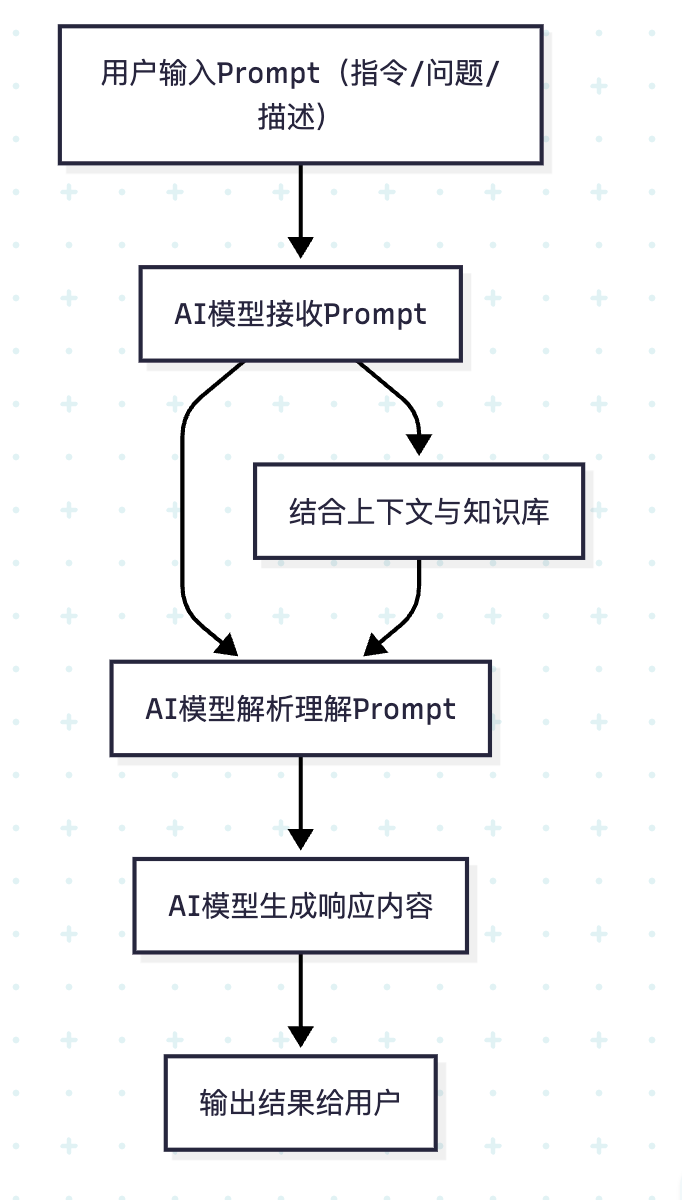 用户输入Prompt（指令/问题/
描述）
AI模型接收Prompt
结合上下文与知识库
AI模型解析理解Prompt
AI模型生成响应内容
输出结果给用户